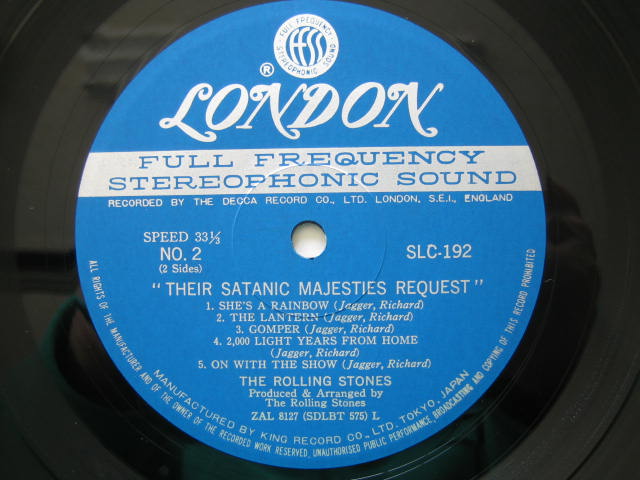 FULL FREQUENCY
ffss
STEREOPHONIC SOUND
®
LONDON
FULL FREQUENCY
STEREOPHONIC SOUND
RECORDED BY THE DECCA RECORD CO., LTD. LONDON, S.E.I., ENGLAND
SPEED 33⅓
NO. 2
(2 Sides)
SLC-192
"THEIR SATANIC MAJESTIES REQUEST"
1. SHE'S A RAINBOW (Jagger, Richard)
2. THE LANTERN (Jagger, Richard)
3. GOMPER (Jagger, Richard)
4. 2,000 LIGHT YEARS FROM HOME
(Jagger, Richard)
5. ON WITH THE SHOW (Jagger, Richard)
THE ROLLING STONES
Produced & Arranged by
The Rolling Stones
ZAL 8127 (SDLBT 575) L
MANUFACTURED BY KING RECORD CO., LTD, TOKYO, JAPAN
ALL RIGHTS OF THE MANUFACTURER AND OF THE OWNER OF THE RECORDED WORK RESERVED, UNAUTHORISED PUBLIC PERFORMANCE, BROADCASTING AND COPYING OF THIS RECORD PROHIBITED